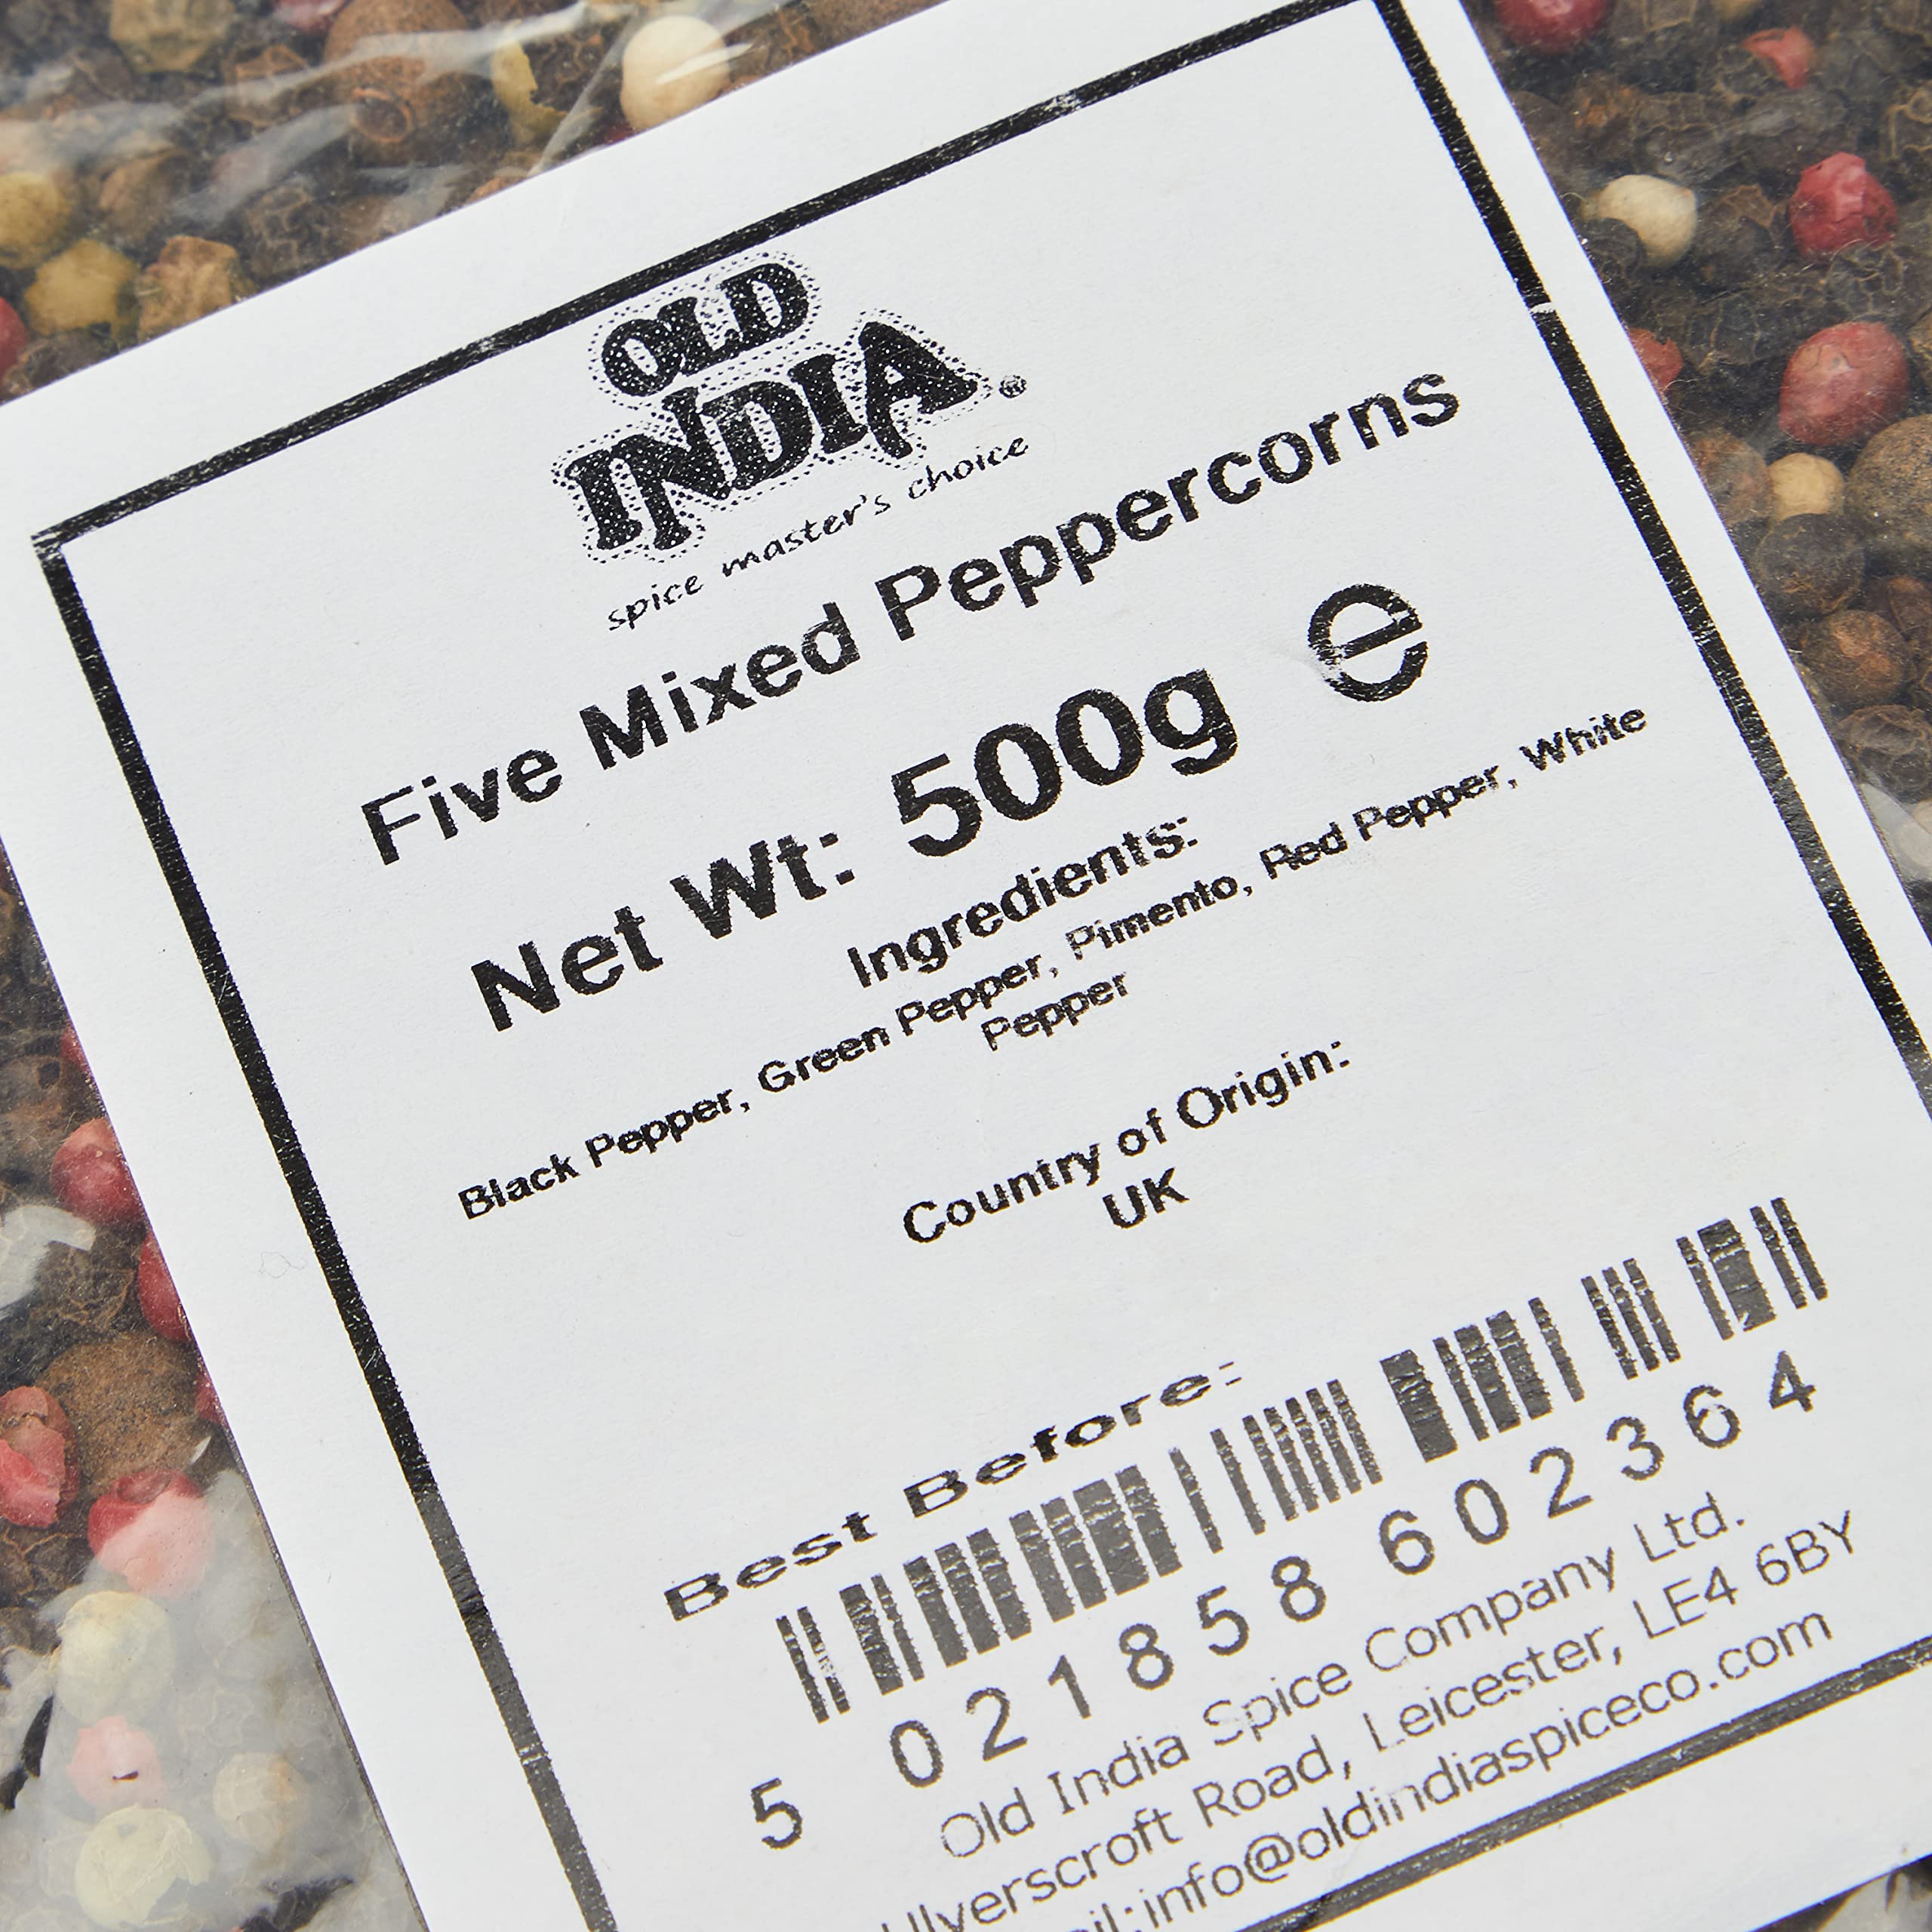 OLD
INDIA ®
spice master's choice
Five Mixed Peppercorns
Net Wt: 500g e
Ingredients:
Black Pepper, Green Pepper, Pimento, Red Pepper, White
Pepper
Country of Origin:
UK
Best Before:
5 021858 602364
Old India Spice Company Ltd.
Ulverscroft Road, Leicester, LE4 6BY
info@oldindiaspiceco.com